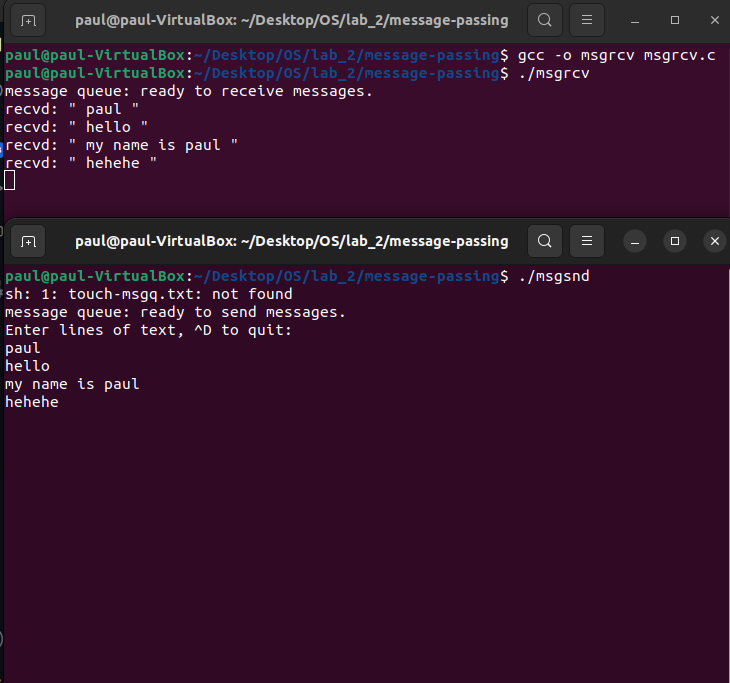 paul@paul-VirtualBox: ~/Desktop/OS/lab_2/message-passing
paul@paul-VirtualBox:~/Desktop/OS/lab_2/message-passing$ gcc -o msgrcv msgrcv.c
paul@paul-VirtualBox:~/Desktop/OS/lab_2/message-passing$ ./msgrcv
message queue: ready to receive messages.
recvd: " paul "
recvd: " hello "
recvd: " my name is paul "
recvd: " hehehe "
paul@paul-VirtualBox: ~/Desktop/OS/lab_2/message-passing
paul@paul-VirtualBox:~/Desktop/OS/lab_2/message-passing$ ./msgsnd
sh: 1: touch-msgq.txt: not found
message queue: ready to send messages.
Enter lines of text, ^D to quit:
paul
hello
my name is paul
hehehe